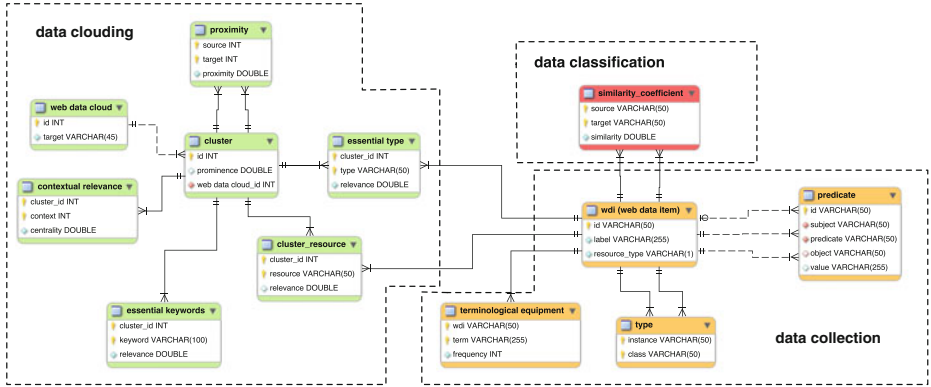 data clouding
proximity
source INT
target INT
proximity DOUBLE
web data cloud
id INT
target VARCHAR(45)
cluster
id INT
prominence DOUBLE
web data cloud_id INT
essential type
cluster_id INT
type VARCHAR(50)
relevance DOUBLE
contextual relevance
cluster_id INT
context INT
centrality DOUBLE
cluster_resource
cluster_id INT
resource VARCHAR(50)
relevance DOUBLE
essential keywords
cluster_id INT
keyword VARCHAR(100)
relevance DOUBLE
data classification
similarity_coefficient
source VARCHAR(50)
target VARCHAR(50)
similarity DOUBLE
wdi (web data item)
id VARCHAR(50)
label VARCHAR(255)
resource_type VARCHAR(1)
predicate
id VARCHAR(50)
subject VARCHAR(50)
predicate VARCHAR(50)
object VARCHAR(50)
value VARCHAR(255)
terminological equipment
wdi VARCHAR(50)
term VARCHAR(255)
frequency INT
type
instance VARCHAR(50)
class VARCHAR(50)
data collection